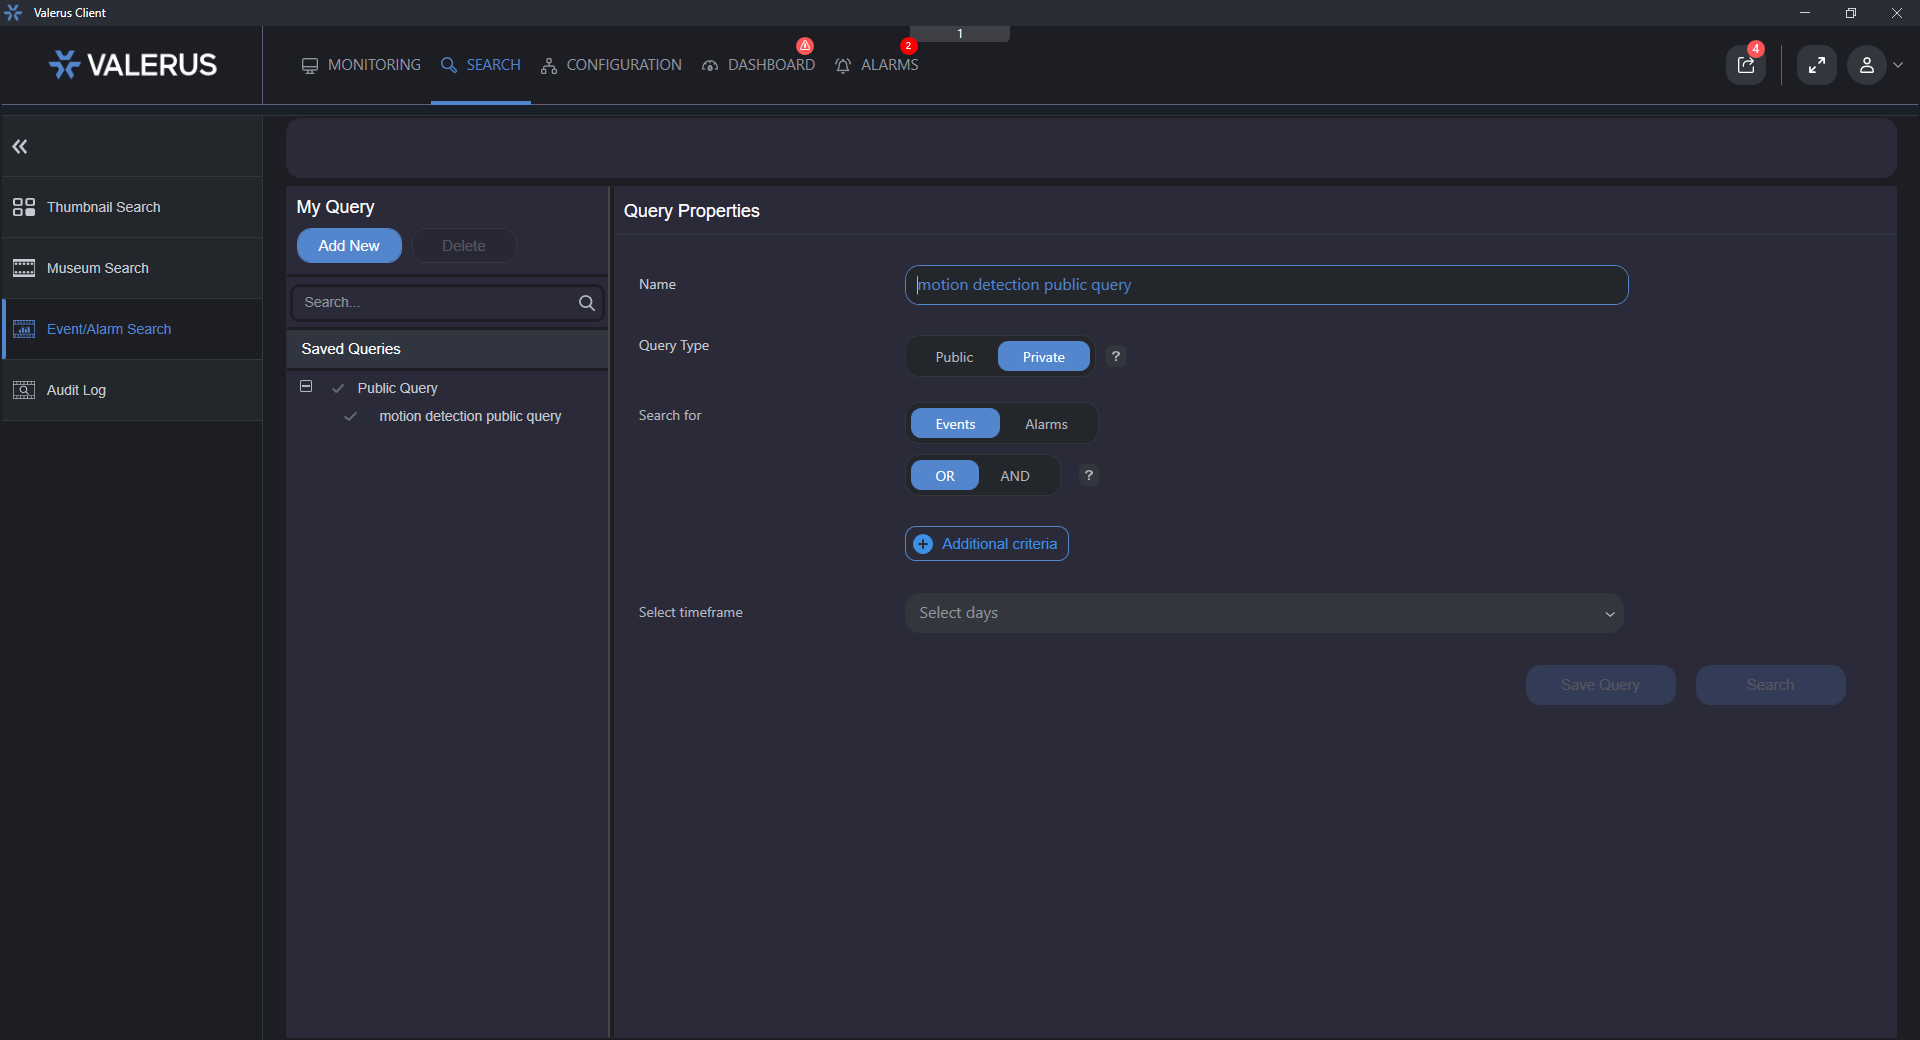 Valerus Client
1
VALERUS
MONITORING
SEARCH
CONFIGURATION
DASHBOARD
2
ALARMS
4
Thumbnail Search
Museum Search
Event/Alarm Search
Audit Log
My Query
Add New
Delete
Search...
Saved Queries
Public Query
motion detection public query
Query Properties
Name
motion detection public query
Query Type
Public
Private
?
Search for
Events
Alarms
OR
AND
?
Additional criteria
Select timeframe
Select days
Save Query
Search